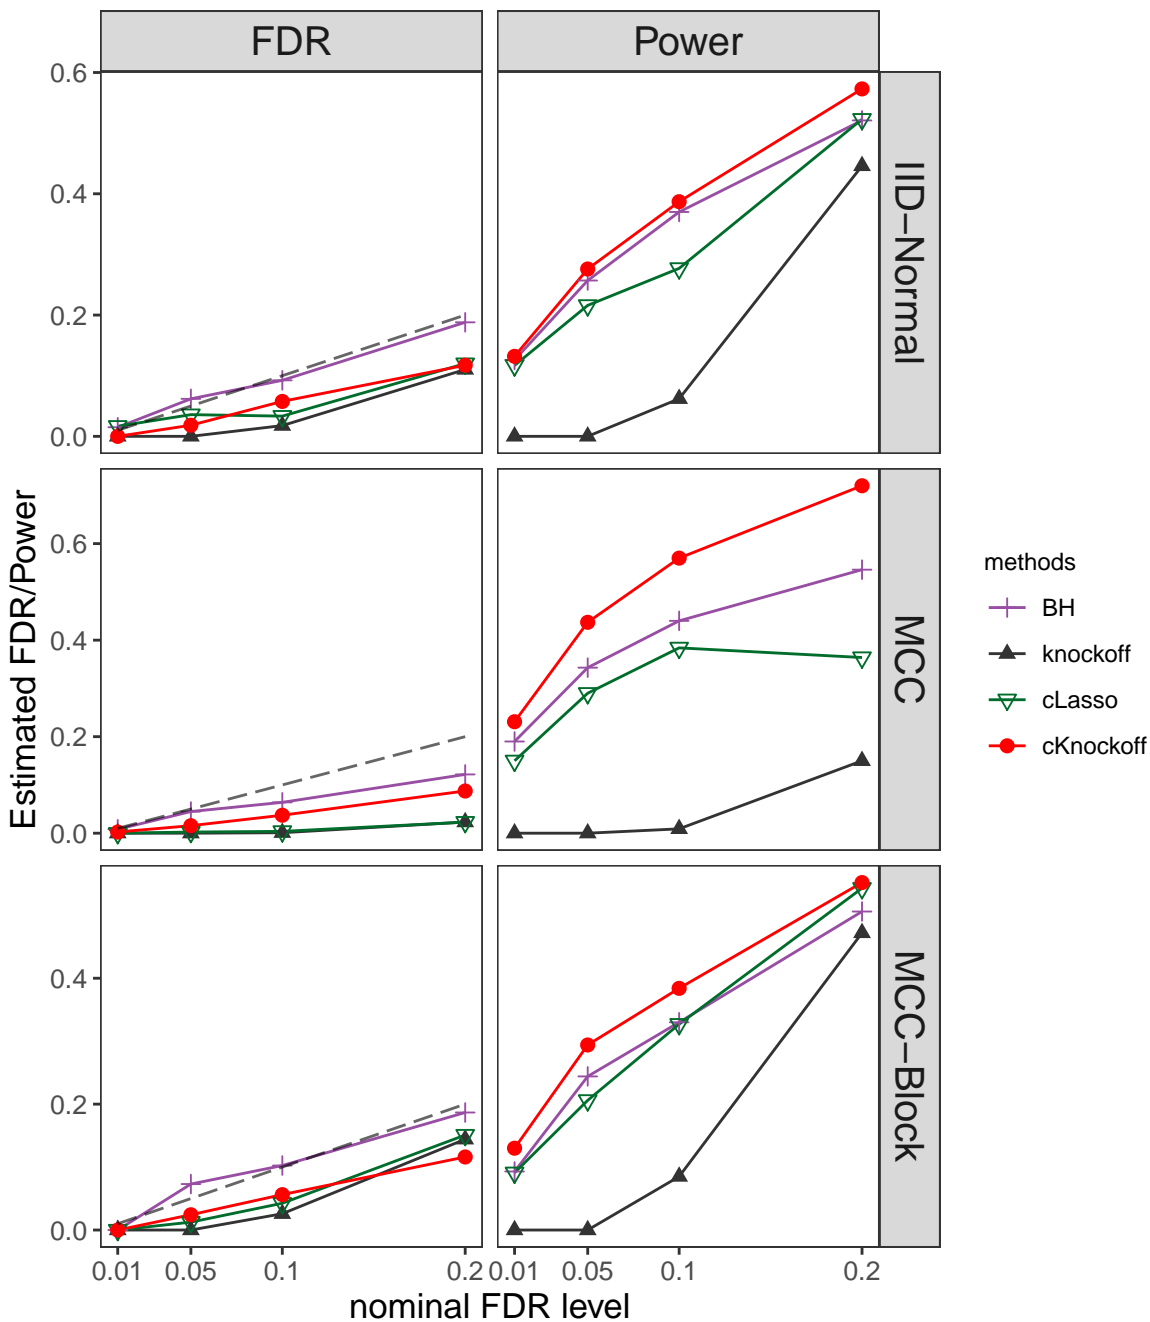 FDR
Power
0.6
0.4
0.2
0.0
IID−Normal
Estimated FDR/Power
0.6
0.4
0.2
0.0
MCC
methods
BH
knockoff
cLasso
cKnockoff
0.4
0.2
0.0
MCC−Block
0.01 0.05 0.1 0.2 0.01 0.05 0.1 0.2
nominal FDR level